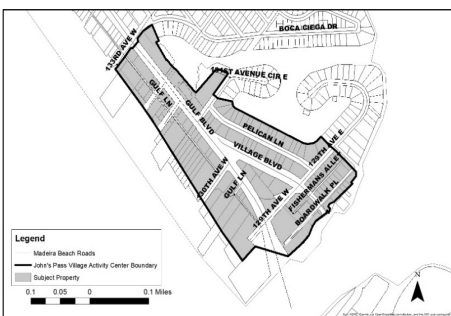 BOCA CIEGA DR
133RD AVE W
131ST AVENUE CIR E
GULF LN
GULF BLVD
PELICAN LN
VILLAGE BLVD
129TH AVE E
130TH AVE W
GULF LN
FISHERMANS ALLEY
129TH AVE W
BOARDWALK PL
Legend
Madeira Beach Roads
John's Pass Village Activity Center Boundary
Subject Property
0.1 0.05 0 0.1 Miles
N